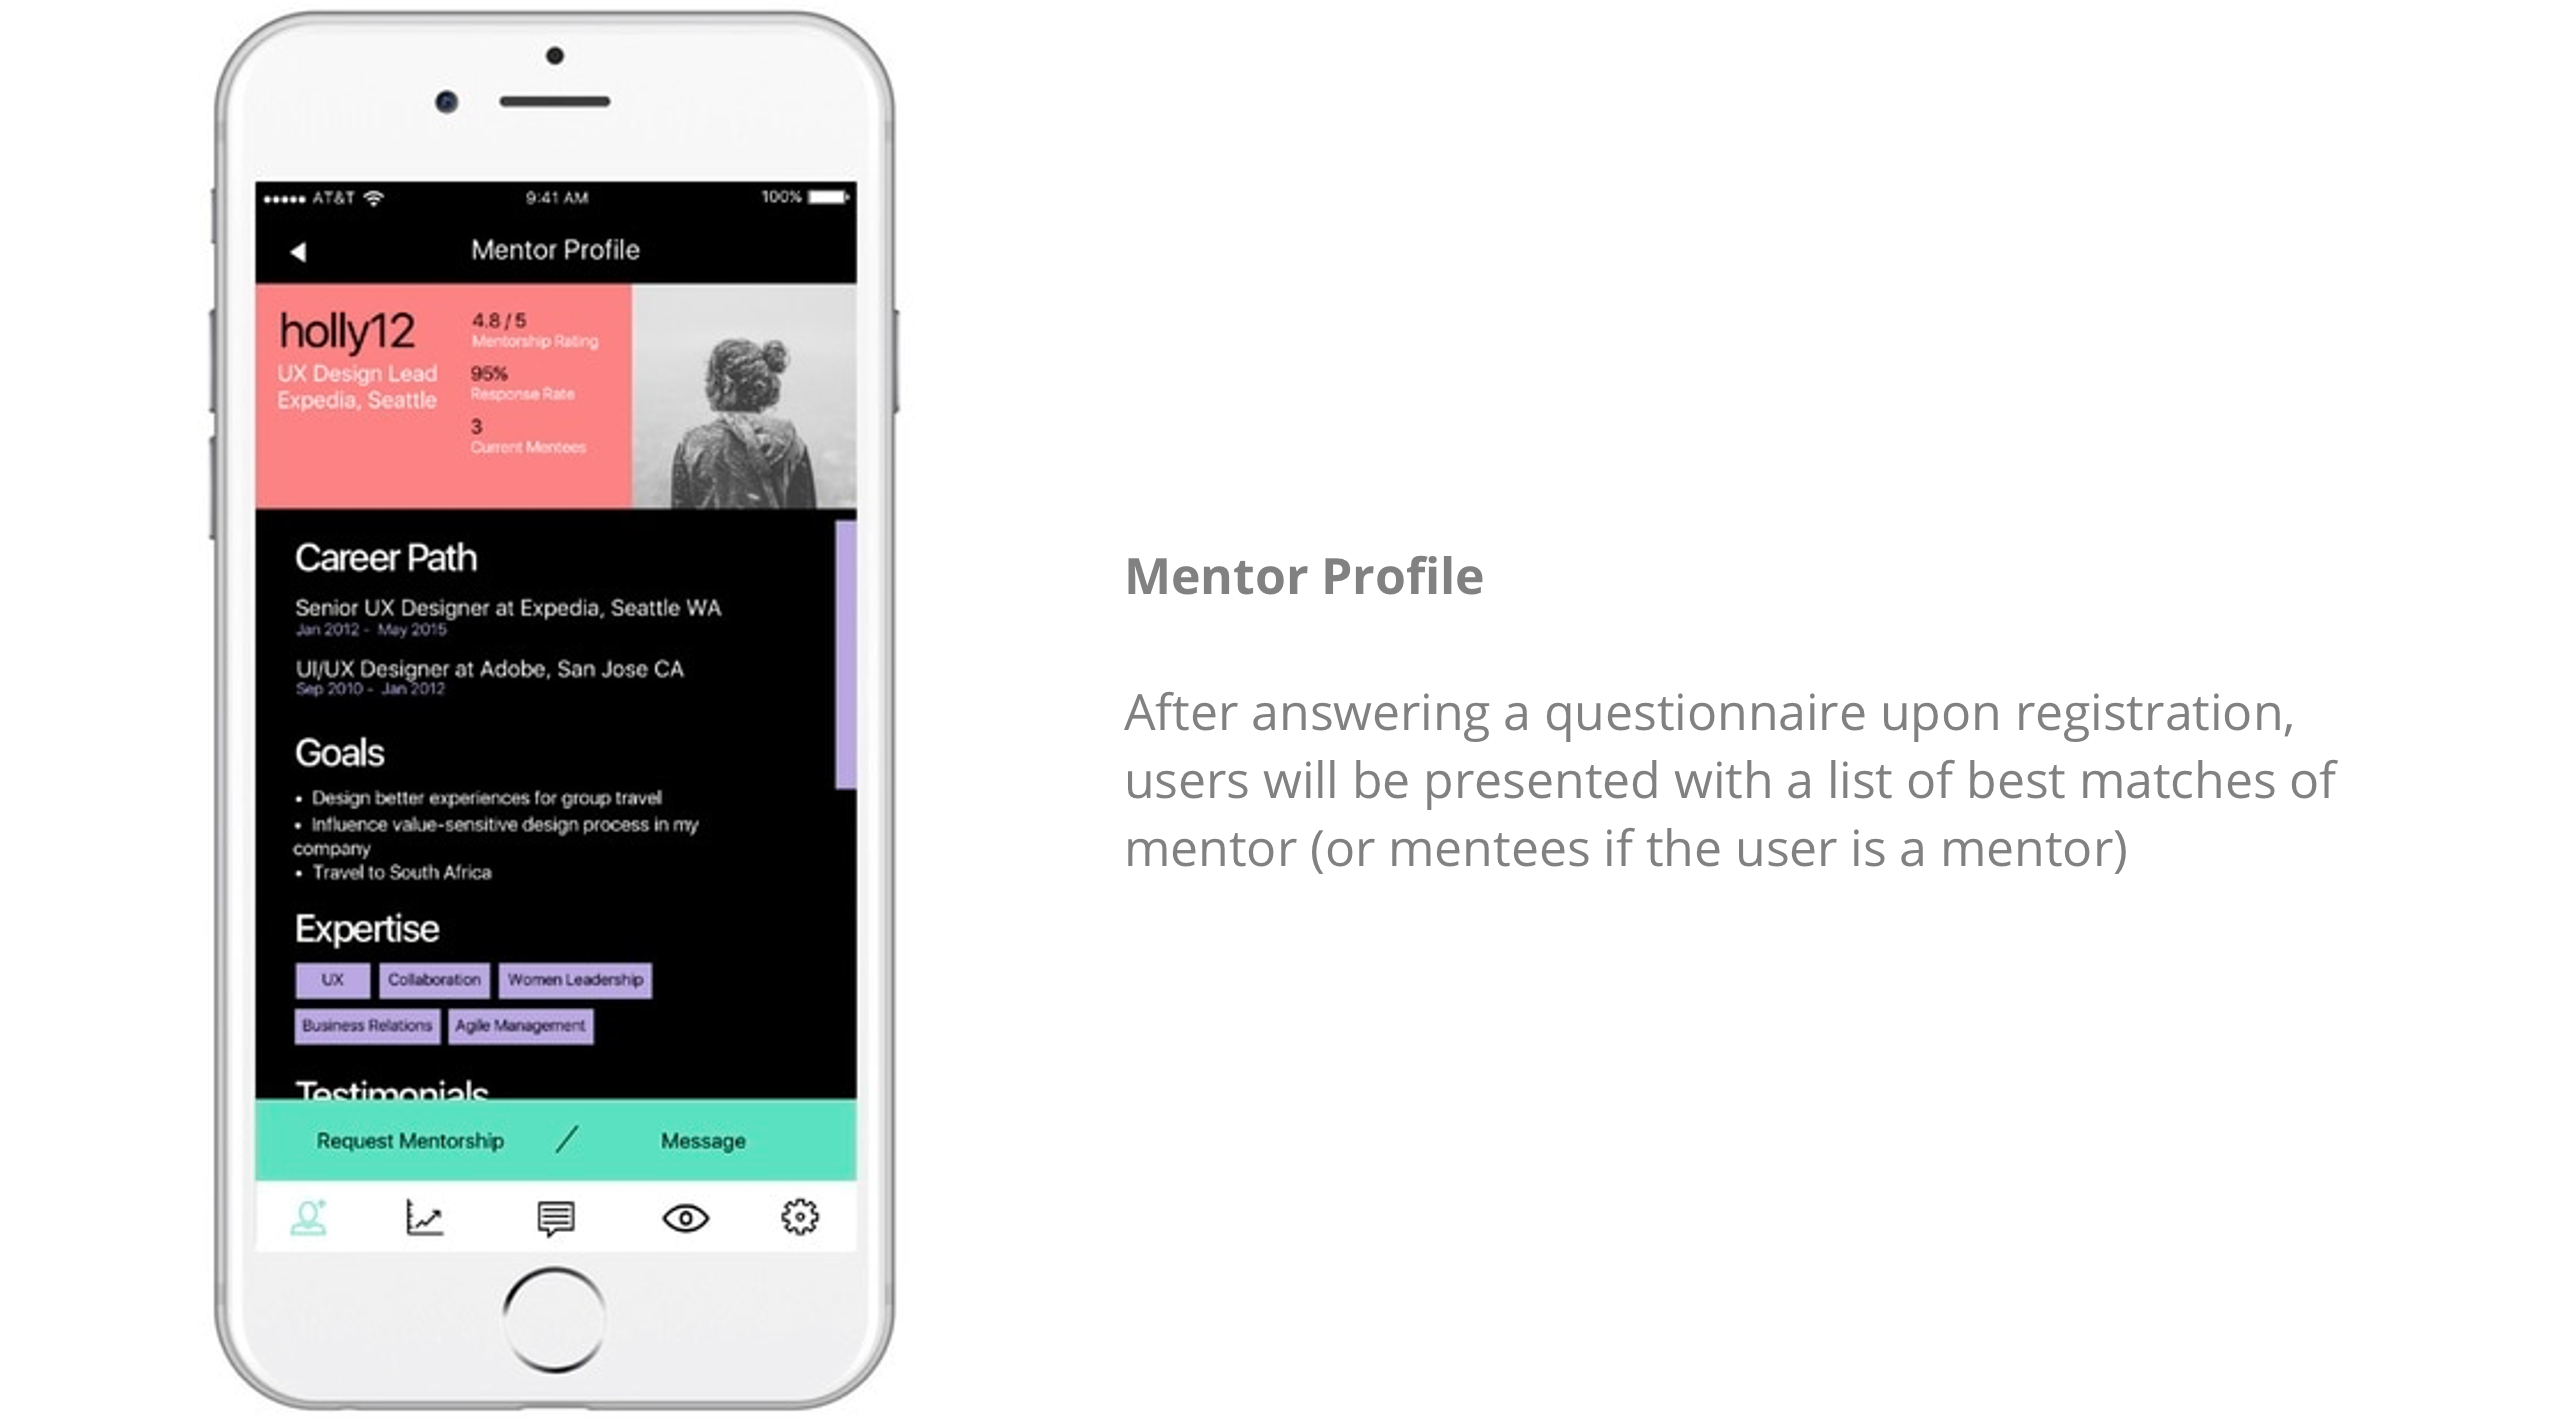 AT&T 9:41 AM 100%
Mentor Profile
holly12
UX Design Lead
Expedia, Seattle
4.8 / 5
Mentorship Rating
95%
Response Rate
3
Current Mentees
Career Path
Senior UX Designer at Expedia, Seattle WA
Jan 2012 - May 2015
UI/UX Designer at Adobe, San Jose CA
Sep 2010 - Jan 2012
Goals
• Design better experiences for group travel
• Influence value-sensitive design process in my
company
• Travel to South Africa
Expertise
UX Collaboration Women Leadership
Business Relations Agile Management
Testimonials
Request Mentorship / Message
Mentor Profile
After answering a questionnaire upon registration,
users will be presented with a list of best matches of
mentor (or mentees if the user is a mentor)